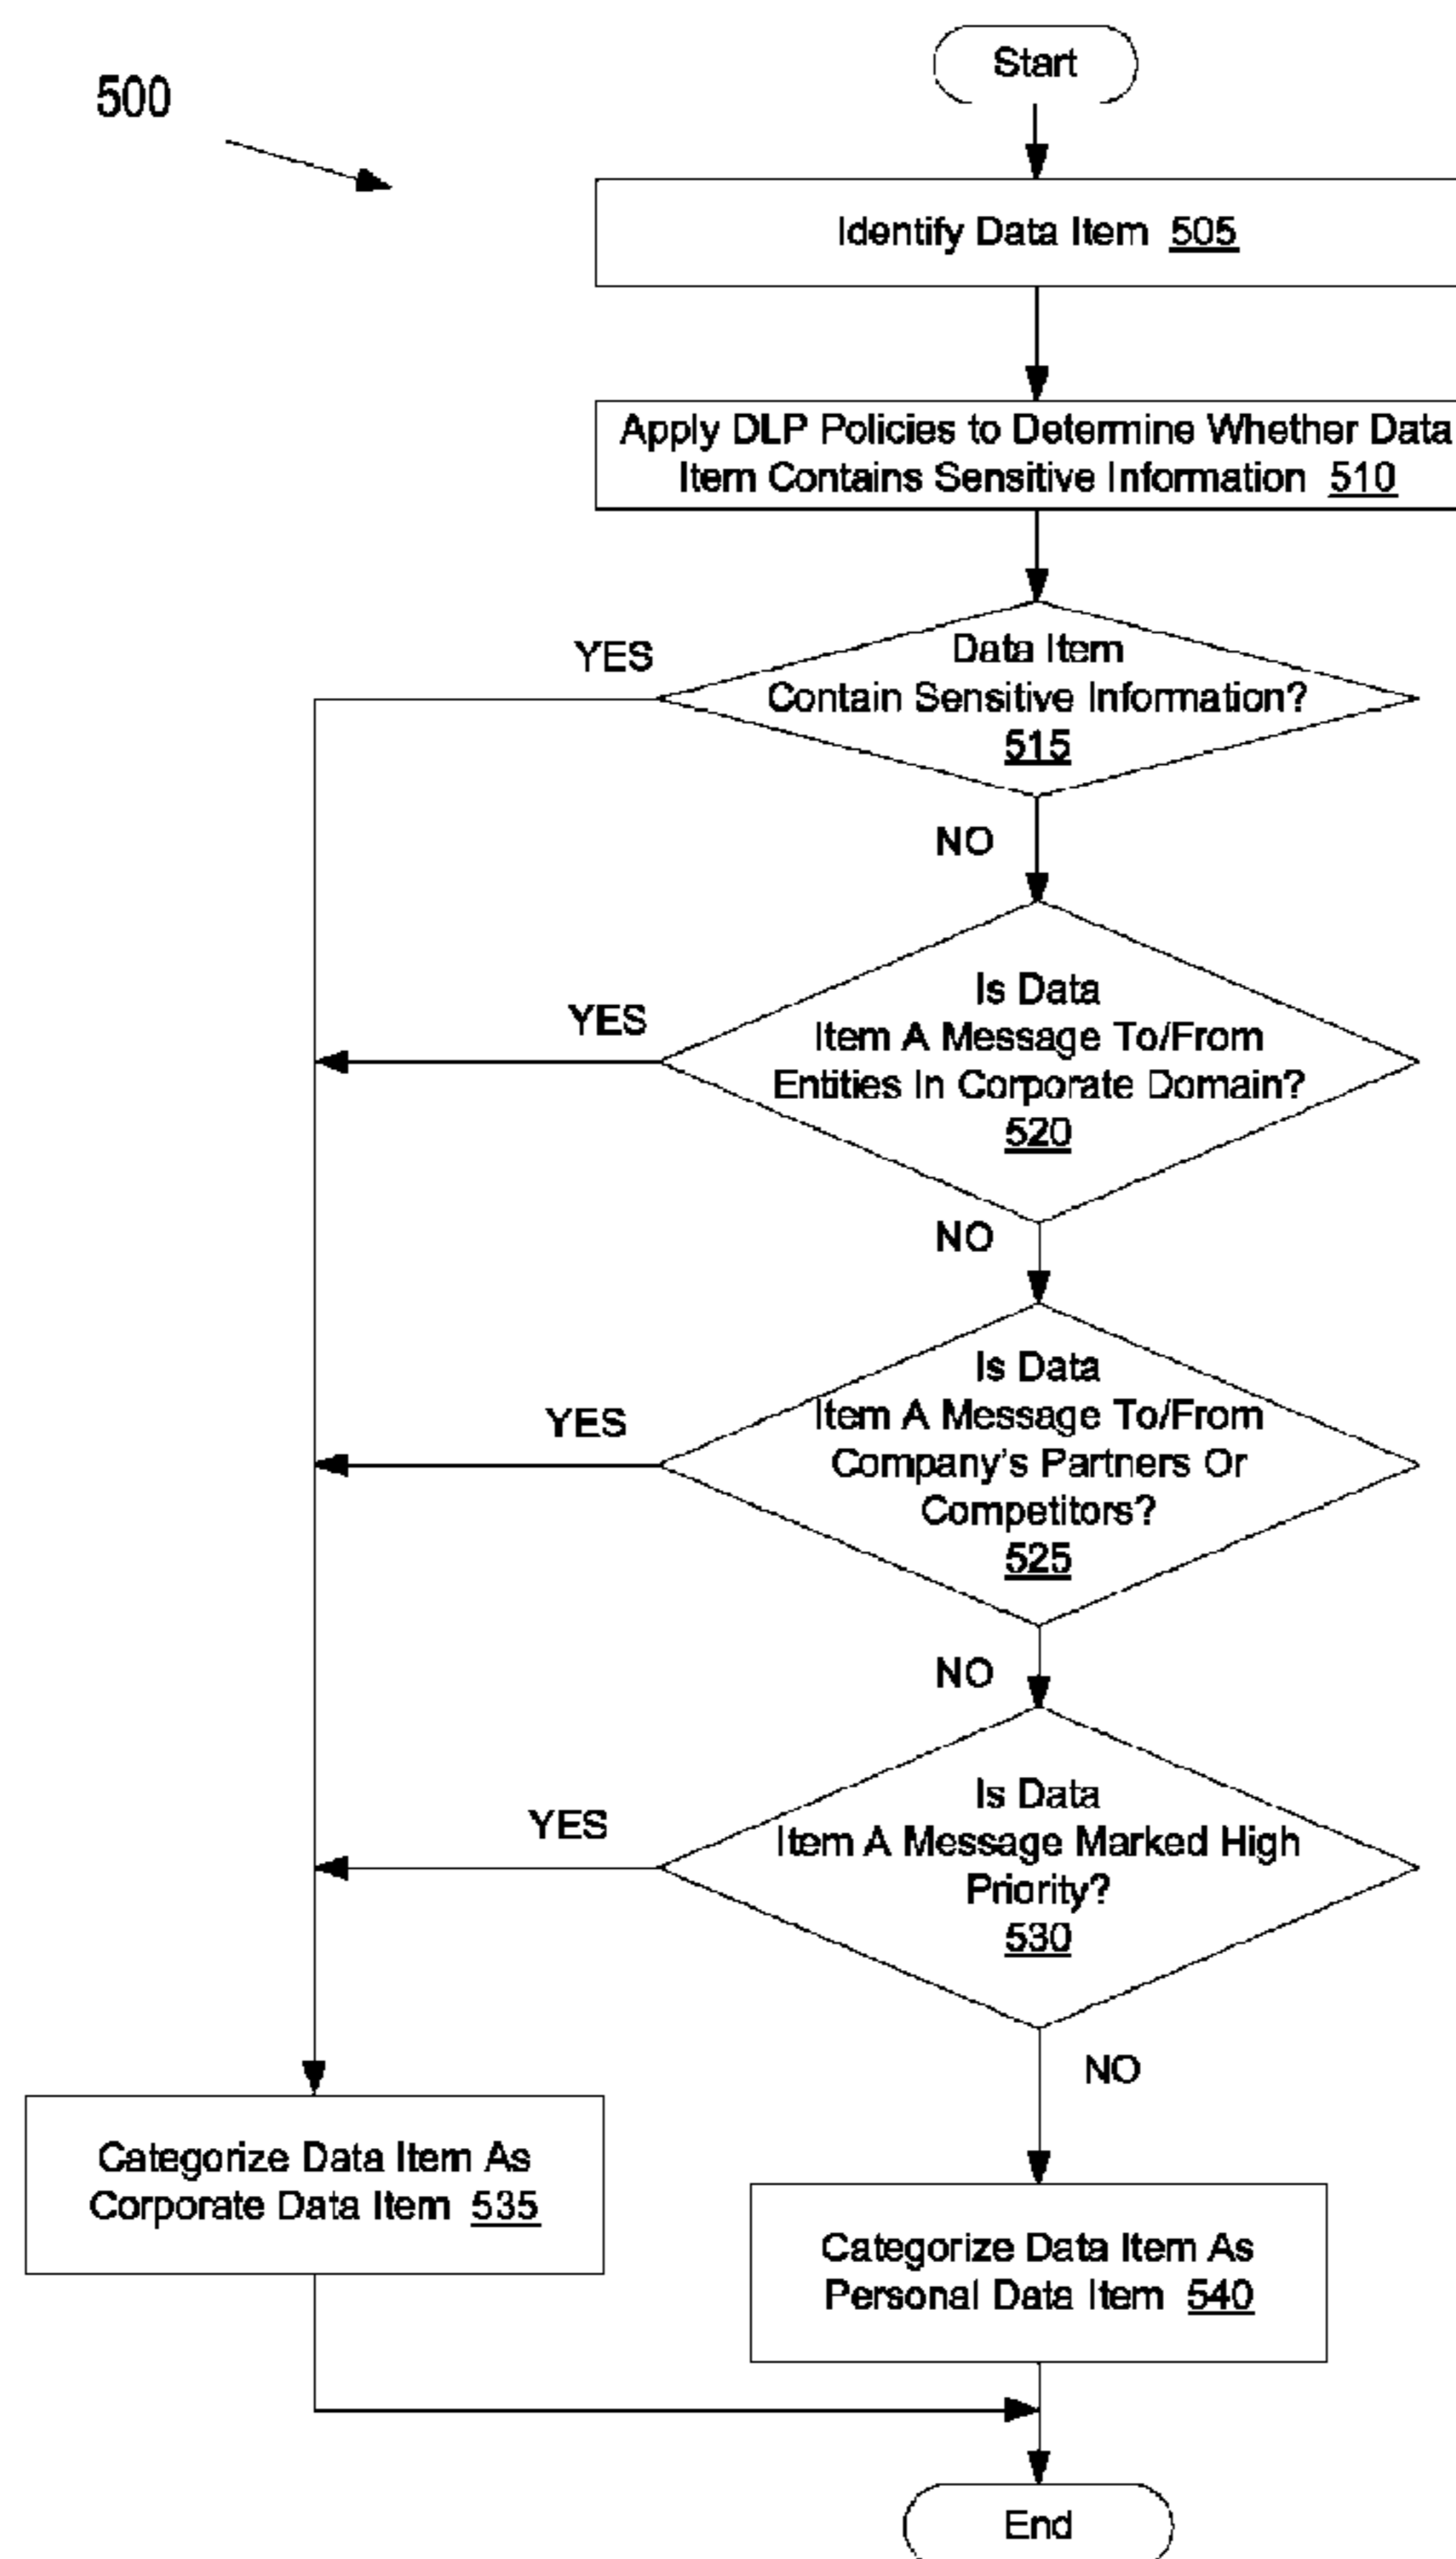 500
Start
Identify Data Item 505
Apply DLP Policies to Determine Whether Data
Item Contains Sensitive Information 510
YES
Data Item
Contain Sensitive Information?
515
NO
YES
Is Data
Item A Message To/From
Entities In Corporate Domain?
520
NO
YES
Is Data
Item A Message To/From
Company's Partners Or
Competitors?
525
NO
YES
Is Data
Item A Message Marked High
Priority?
530
NO
Categorize Data Item As
Corporate Data Item 535
Categorize Data Item As
Personal Data Item 540
End